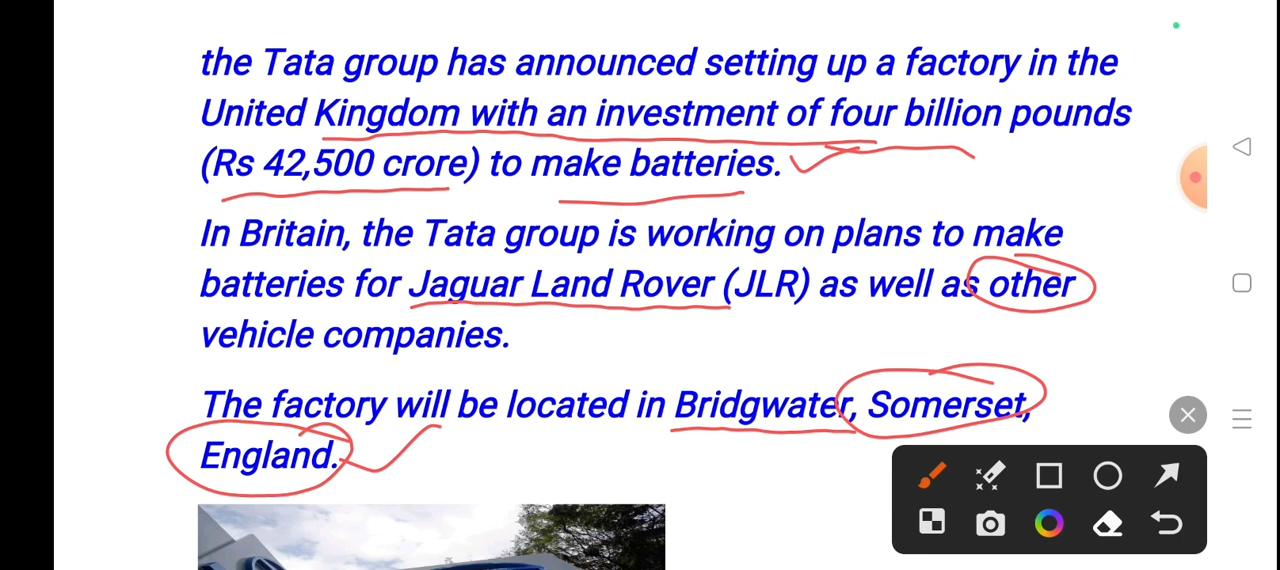 the Tata group has announced setting up a factory in the
United Kingdom with an investment of four billion pounds
(Rs 42,500 crore) to make batteries.
In Britain, the Tata group is working on plans to make
batteries for Jaguar Land Rover (JLR) as well as other
vehicle companies.
The factory will be located in Bridgwater, Somerset,
England.